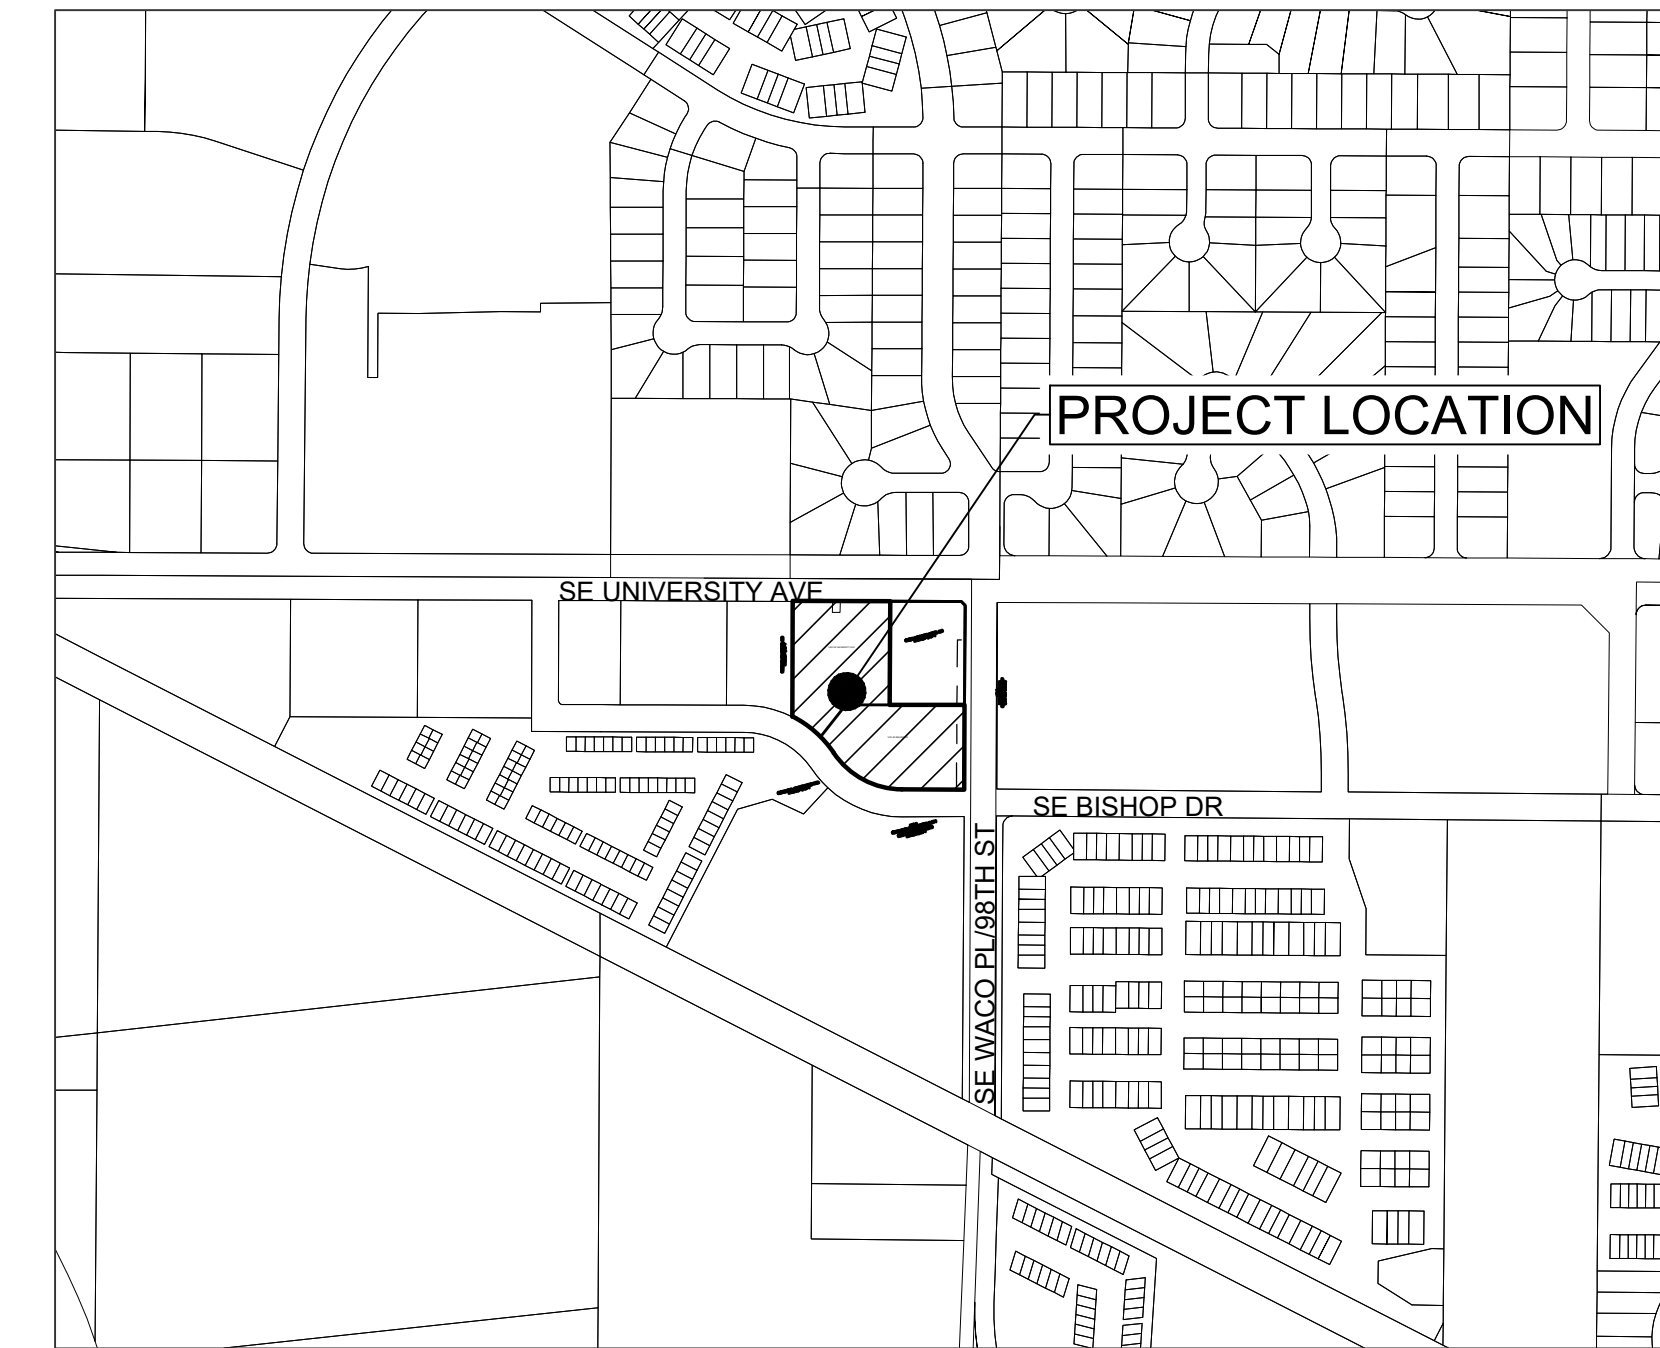 PROJECT LOCATION
SE UNIVERSITY AVE
SE BISHOP DR
SE WACO PL/98TH ST